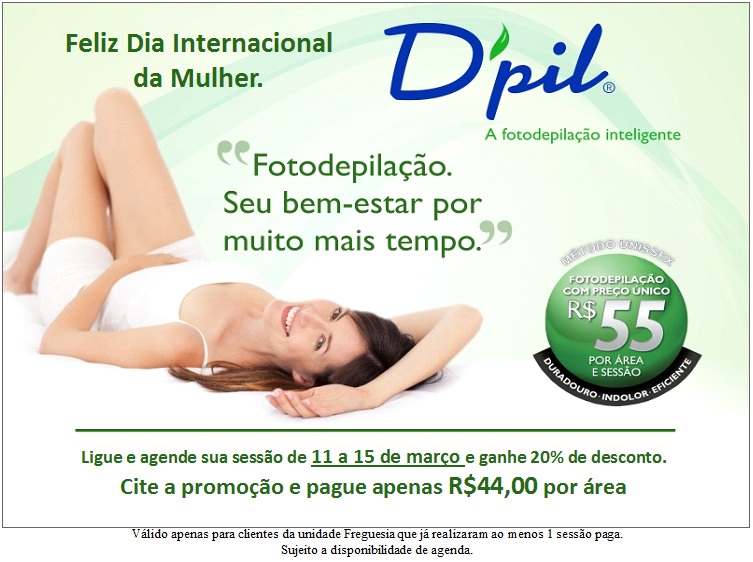 Feliz Dia Internacional
da Mulher.
D'pil®
A fotodepilação inteligente
“Fotodepilação.
Seu bem-estar por
muito mais tempo.”
MÉTODO UNISSEX
FOTODEPILAÇÃO
COM PREÇO ÚNICO
R$ 55
POR ÁREA
E SESSÃO
DURADOURO·INDOLOR·EFICIENTE
Ligue e agende sua sessão de 11 a 15 de março e ganhe 20% de desconto.
Cite a promoção e pague apenas R$44,00 por área
Válido apenas para clientes da unidade Freguesia que já realizaram ao menos 1 sessão paga.
Sujeito a disponibilidade de agenda.